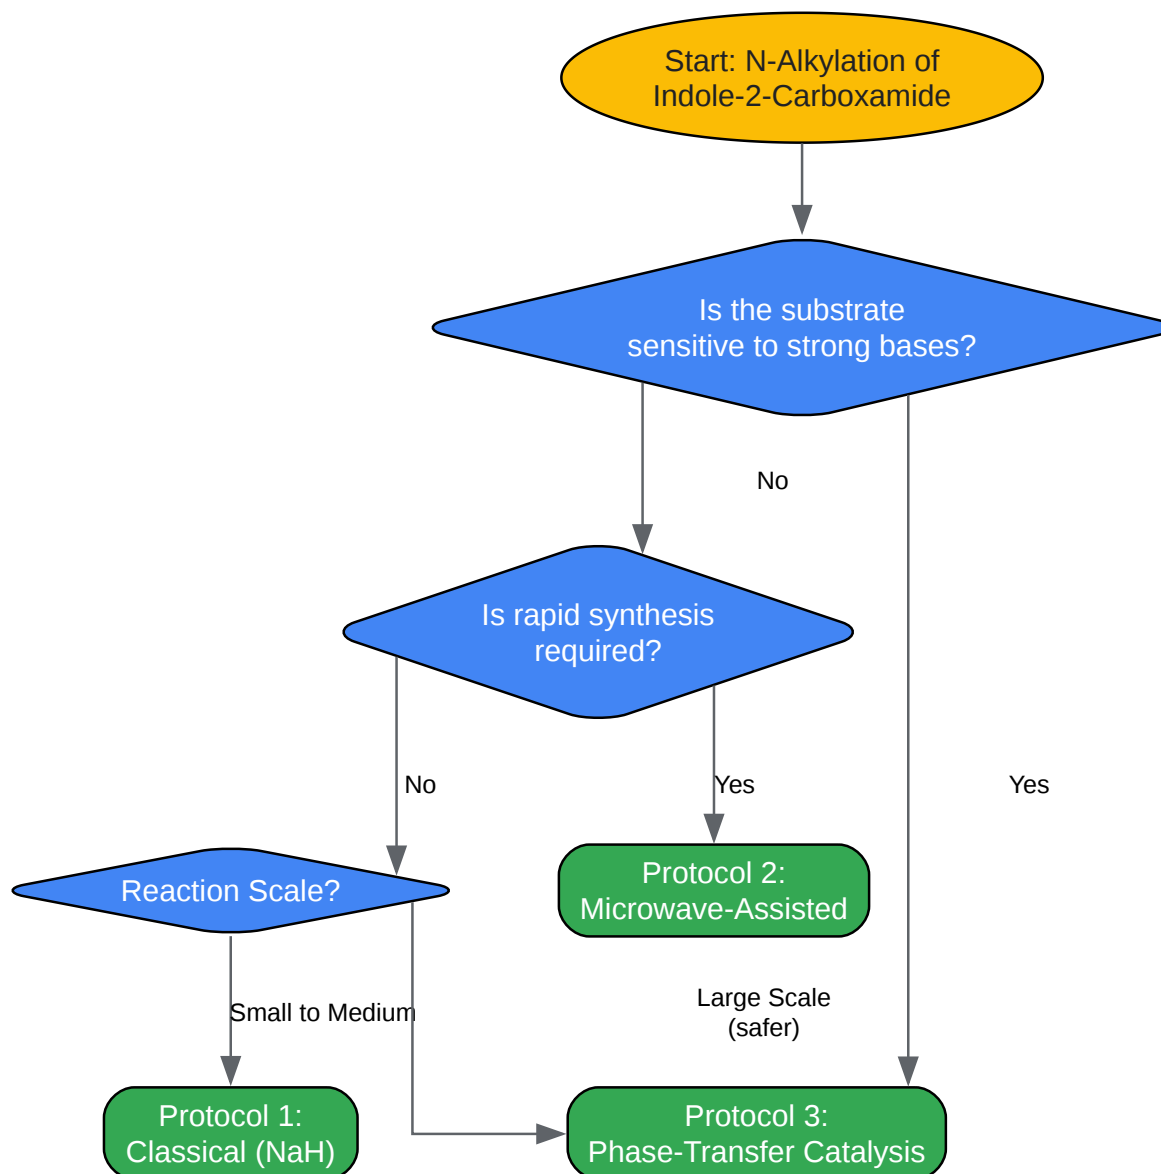 Start: N-Alkylation of
Indole-2-Carboxamide
Is the substrate
sensitive to strong bases?
No
Is rapid synthesis
required?
No
Yes
Yes
Reaction Scale?
Protocol 2:
Microwave-Assisted
Small to Medium
Large Scale
(safer)
Protocol 1:
Classical (NaH)
Protocol 3:
Phase-Transfer Catalysis